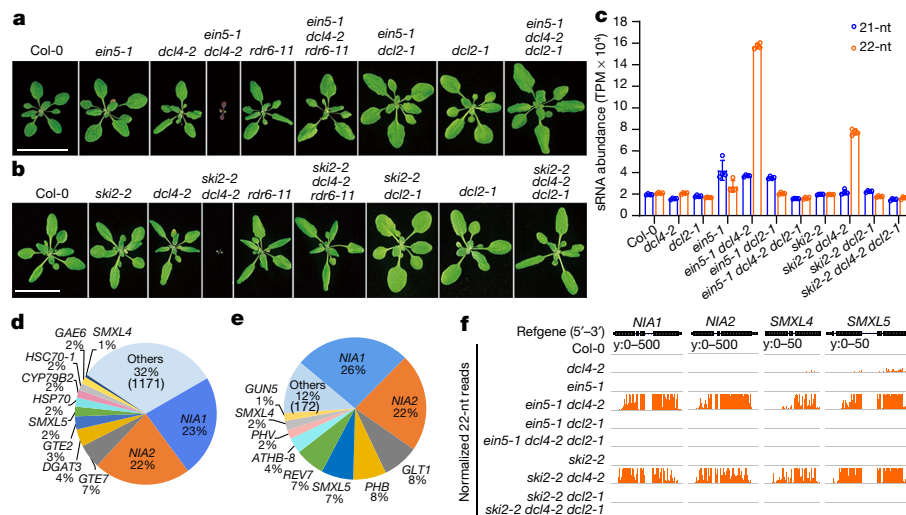 a
Col-0
ein5-1
dcl4-2
ein5-1
dcl4-2
rdr6-11
ein5-1
dcl4-2
rdr6-11
ein5-1
dcl2-1
dcl2-1
ein5-1
dcl4-2
dcl2-1
b
Col-0
ski2-2
dcl4-2
ski2-2
dcl4-2
rdr6-11
ski2-2
dcl4-2
rdr6-11
ski2-2
dcl2-1
dcl2-1
ski2-2
dcl4-2
dcl2-1
c
sRNA abundance (TPM × 10⁴)
18
16
14
12
10
8
6
4
2
0
21-nt
22-nt
Col-0
dcl4-2
dcl2-1
ein5-1
ein5-1 dcl4-2
ein5-1 dcl2-1
ein5-1 dcl4-2 dcl2-1
ski2-2
ski2-2 dcl4-2
ski2-2 dcl2-1
ski2-2 dcl4-2 dcl2-1
d
SMXL4
1%
GAE6
2%
HSC70-1
2%
CYP79B2
2%
HSP70
2%
SMXL5
2%
GTE2
3%
DGAT3
4%
GTE7
7%
NIA2
22%
NIA1
23%
Others
32%
(1171)
e
NIA1
26%
NIA2
22%
GLT1
8%
PHB
8%
SMXL5
7%
REV7
7%
ATHB-8
4%
PHV
2%
SMXL4
2%
GUN5
1%
Others
12%
(172)
f
NIA1 NIA2 SMXL4 SMXL5
Refgene (5′–3′)
Col-0 y:0–500 y:0–500 y:0–50 y:0–50
Normalized 22-nt reads
dcl4-2
ein5-1
ein5-1 dcl4-2
ein5-1 dcl2-1
ein5-1 dcl4-2 dcl2-1
ski2-2
ski2-2 dcl4-2
ski2-2 dcl2-1
ski2-2 dcl4-2 dcl2-1